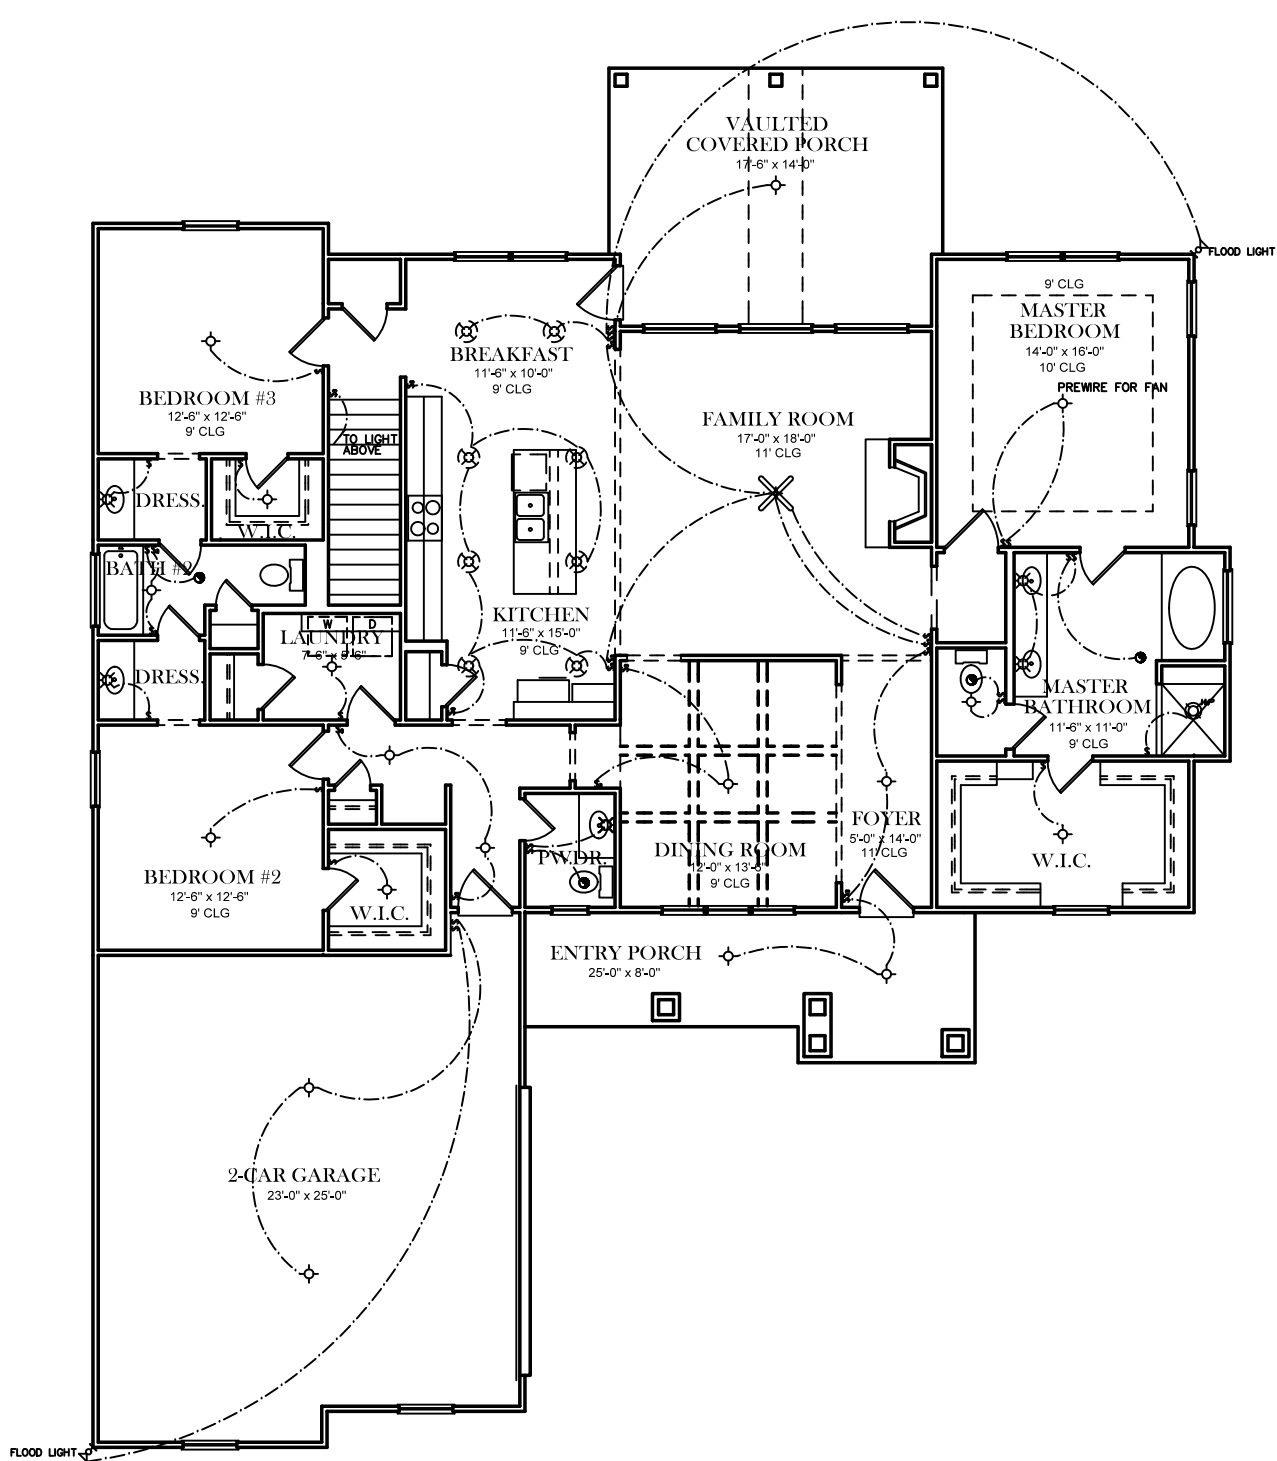 VAULTED
COVERED PORCH
17'-6" x 14'-0"
FLOOD LIGHT
9' CLG
MASTER
BEDROOM
14'-0" x 16'-0"
10' CLG
PREWIRE FOR FAN
BREAKFAST
11'-6" x 10'-0"
9' CLG
BEDROOM #3
12'-6" x 12'-6"
9' CLG
TO LIGHT
ABOVE
FAMILY ROOM
17'-0" x 18'-0"
11' CLG
DRESS.
W.I.C.
BATH #2
KITCHEN
11'-6" x 15'-0"
9' CLG
W
D
LAUNDRY
7'-6" x 5'-6"
DRESS.
MASTER
BATHROOM
11'-6" x 11'-0"
9' CLG
FOYER
5'-0" x 14'-0"
11' CLG
DINING ROOM
12'-0" x 13'-6"
9' CLG
PWDR.
W.I.C.
BEDROOM #2
12'-6" x 12'-6"
9' CLG
W.I.C.
ENTRY PORCH
25'-0" x 8'-0"
2-CAR GARAGE
23'-0" x 25'-0"
FLOOD LIGHT